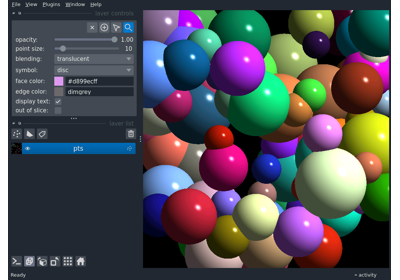 File View Plugins Window Help
layer controls
opacity: 1.00
point size: 10
blending: translucent
symbol: disc
face color: #d899ecff
edge color: dimgrey
display text:
out of slice:
layer list
pts
Ready
activity